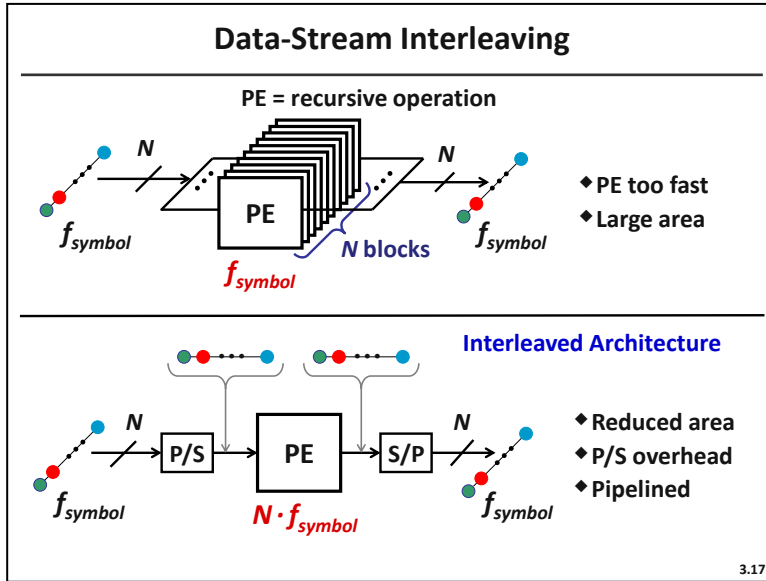 Data-Stream Interleaving
PE = recursive operation
N
N
PE
N blocks
f_symbol
f_symbol
f_symbol
◆PE too fast
◆Large area
Interleaved Architecture
N
P/S
PE
S/P
N
f_symbol
N · f_symbol
f_symbol
◆Reduced area
◆P/S overhead
◆Pipelined
3.17